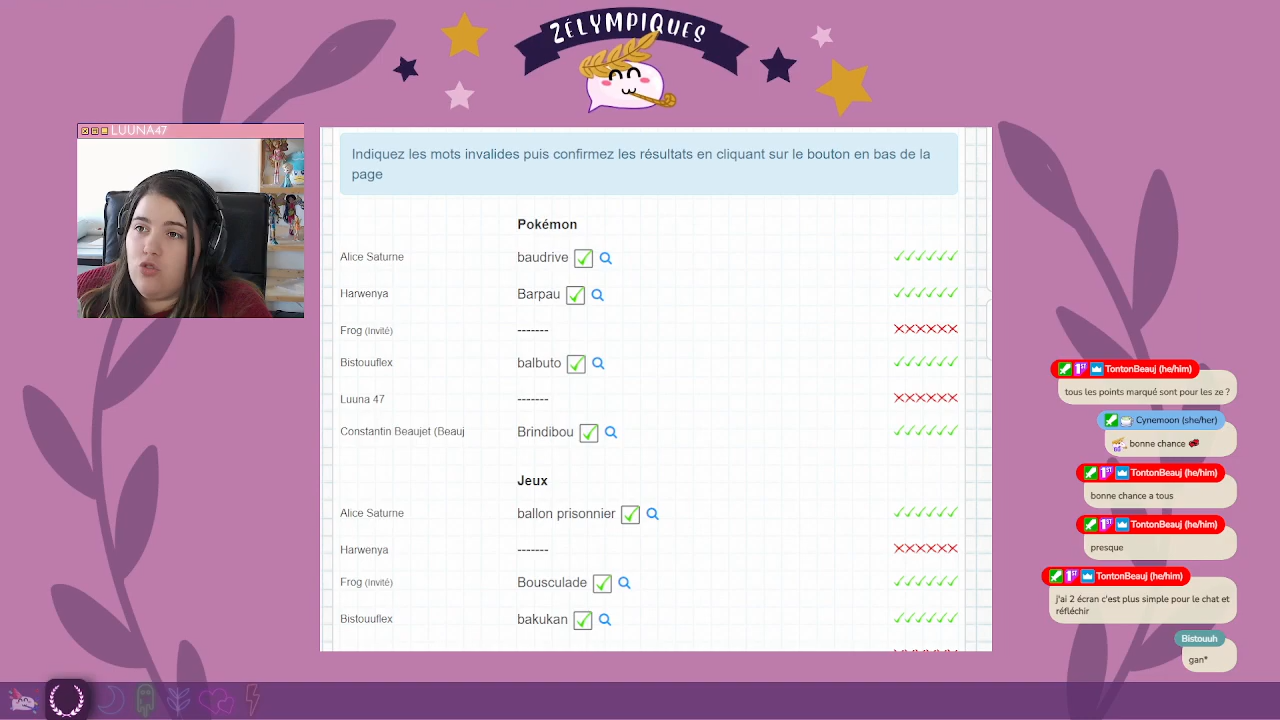 ZÉLYMPIQUES
LUUNA47
Indiquez les mots invalides puis confirmez les résultats en cliquant sur le bouton en bas de la
page
Pokémon
Alice Saturne baudrive
Harwenya Barpau
Frog (Invité) -------
Bistouuflex balbuto
Luuna 47 -------
Constantin Beaujet (Beauj Brindibou
Jeux
Alice Saturne ballon prisonnier
Harwenya -------
Frog (Invité) Bousculade
Bistouuflex bakukan
TontonBeauj (he/him)
tous les points marqué sont pour les ze ?
Cynemoon (she/her)
bonne chance
TontonBeauj (he/him)
bonne chance a tous
TontonBeauj (he/him)
presque
TontonBeauj (he/him)
j'ai 2 écran c'est plus simple pour le chat et
réfléchir
Bistouuh
gan*